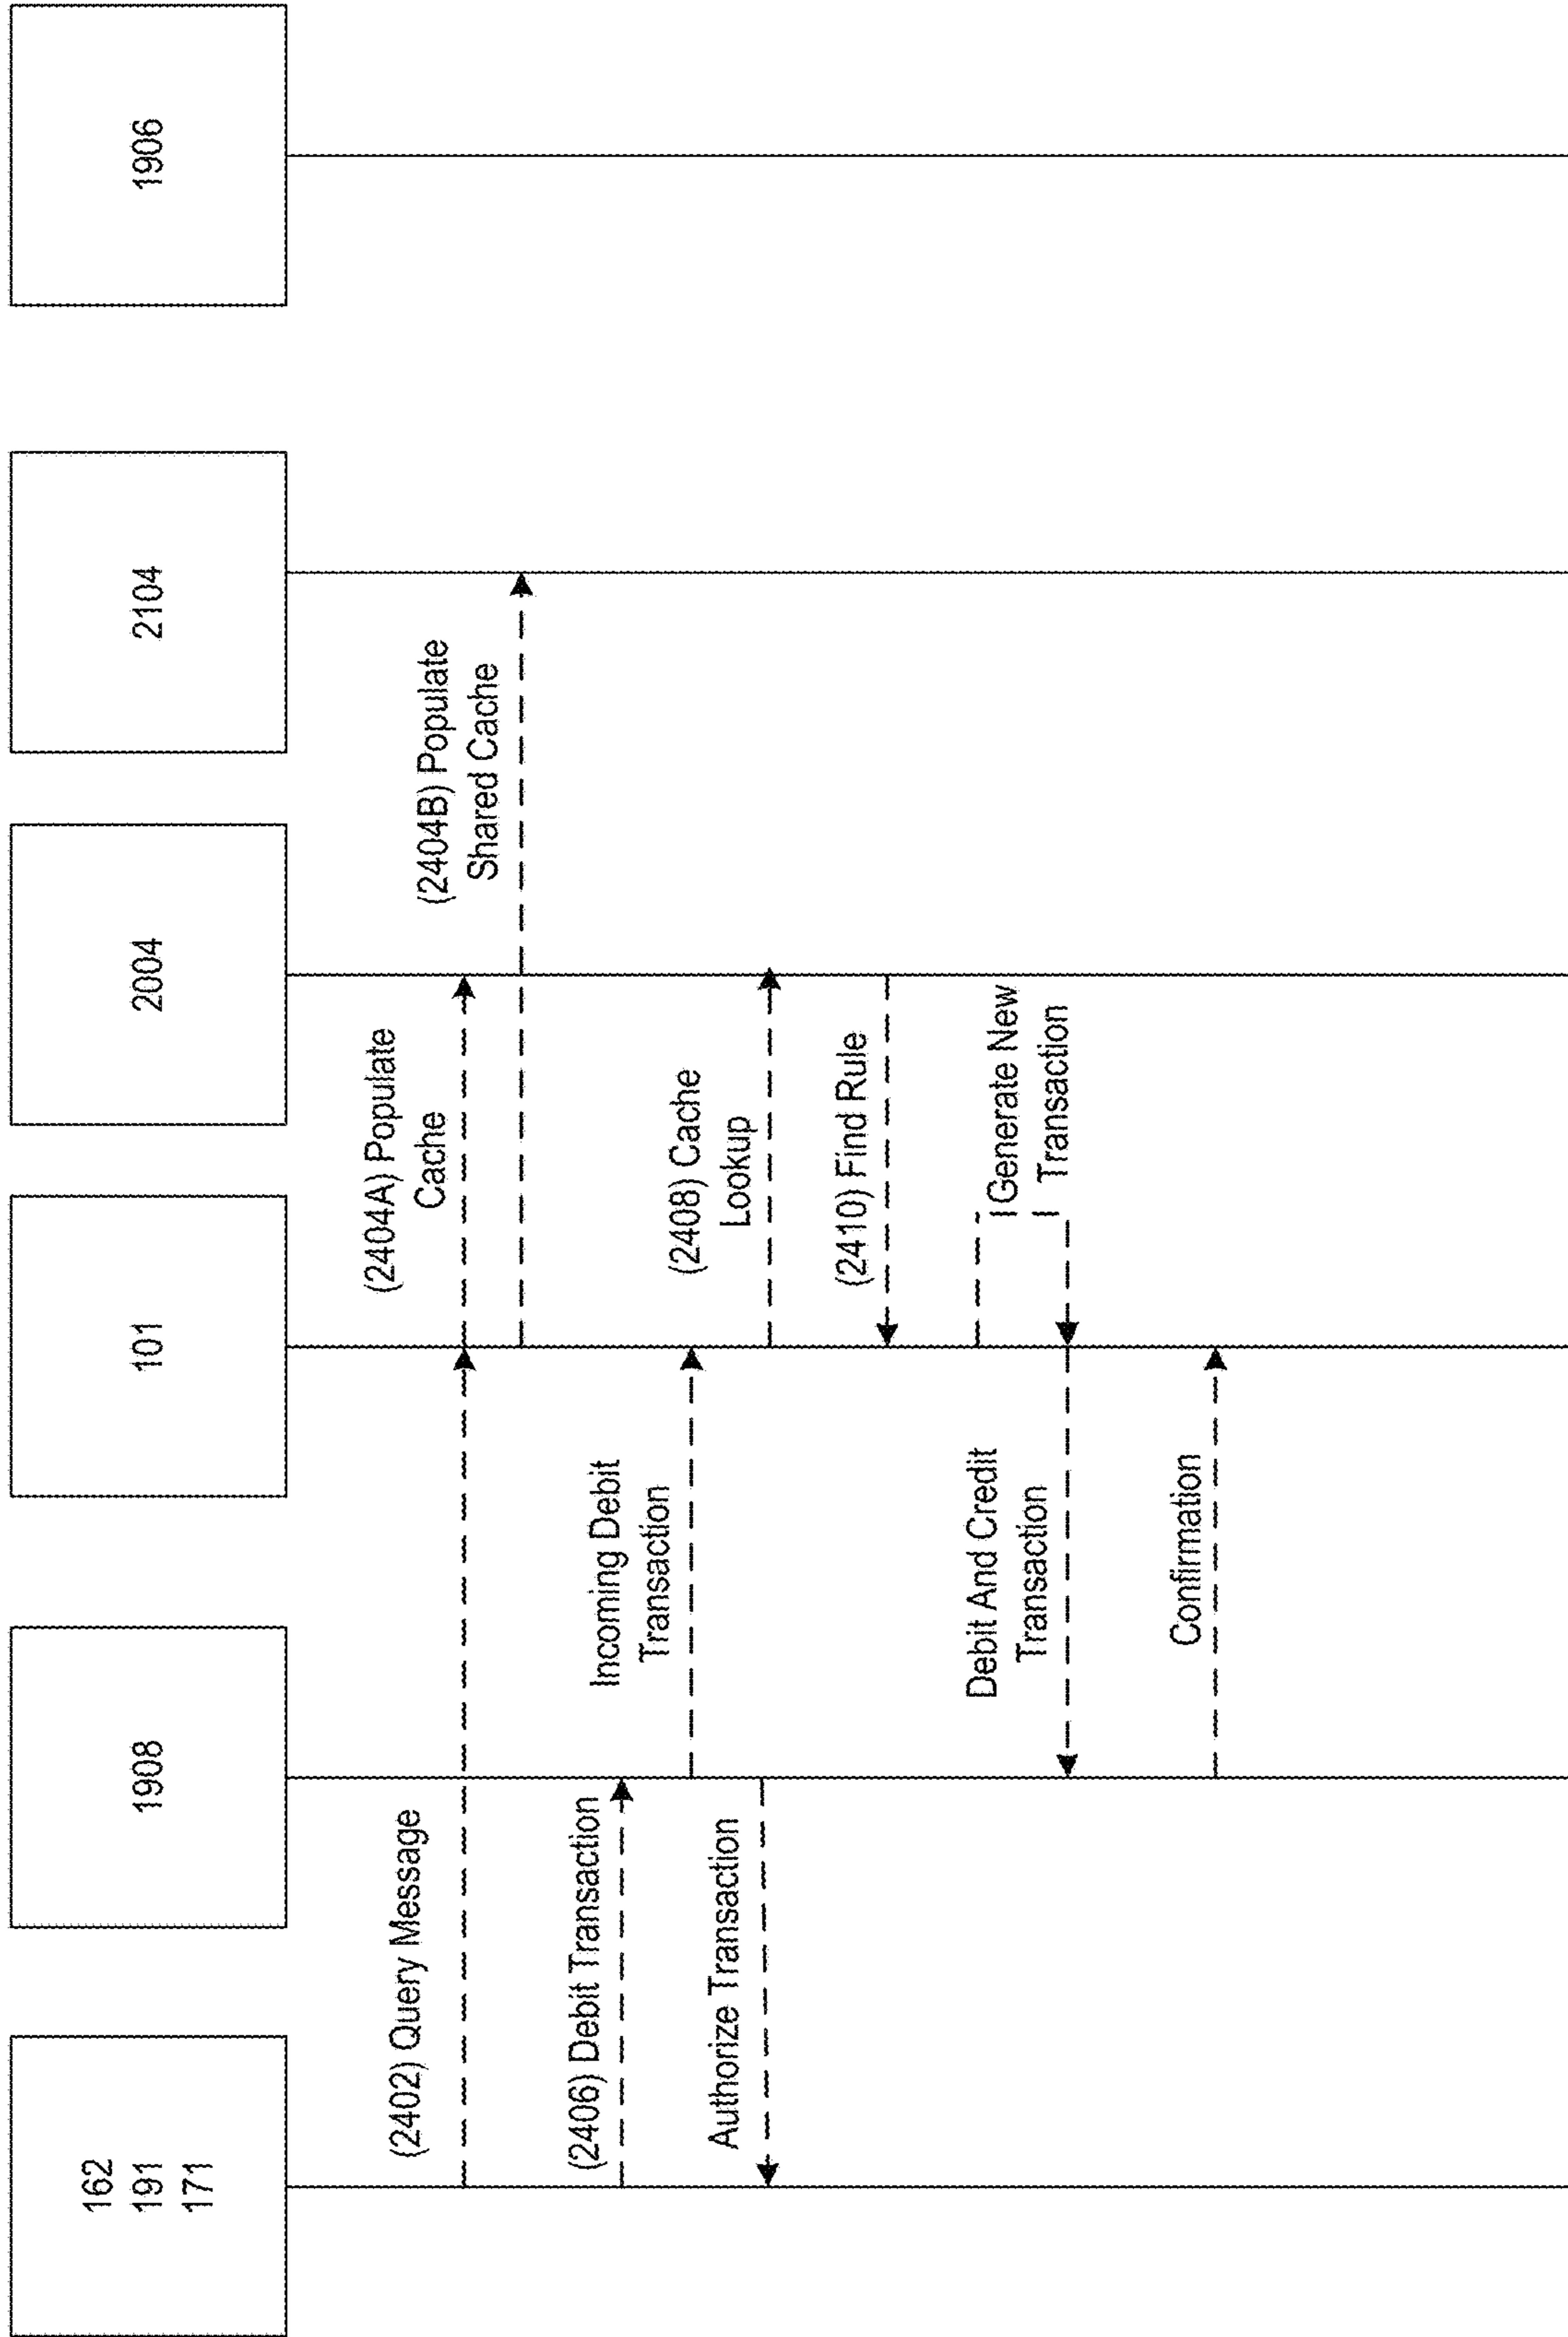 162
191
171
1908
101
2004
2104
1906
(2402) Query Message
(2404A) Populate
Cache
(2404B) Populate
Shared Cache
(2406) Debit Transaction
Incoming Debit
Transaction
Authorize Transaction
(2408) Cache
Lookup
(2410) Find Rule
Generate New
Transaction
Debit And Credit
Transaction
Confirmation